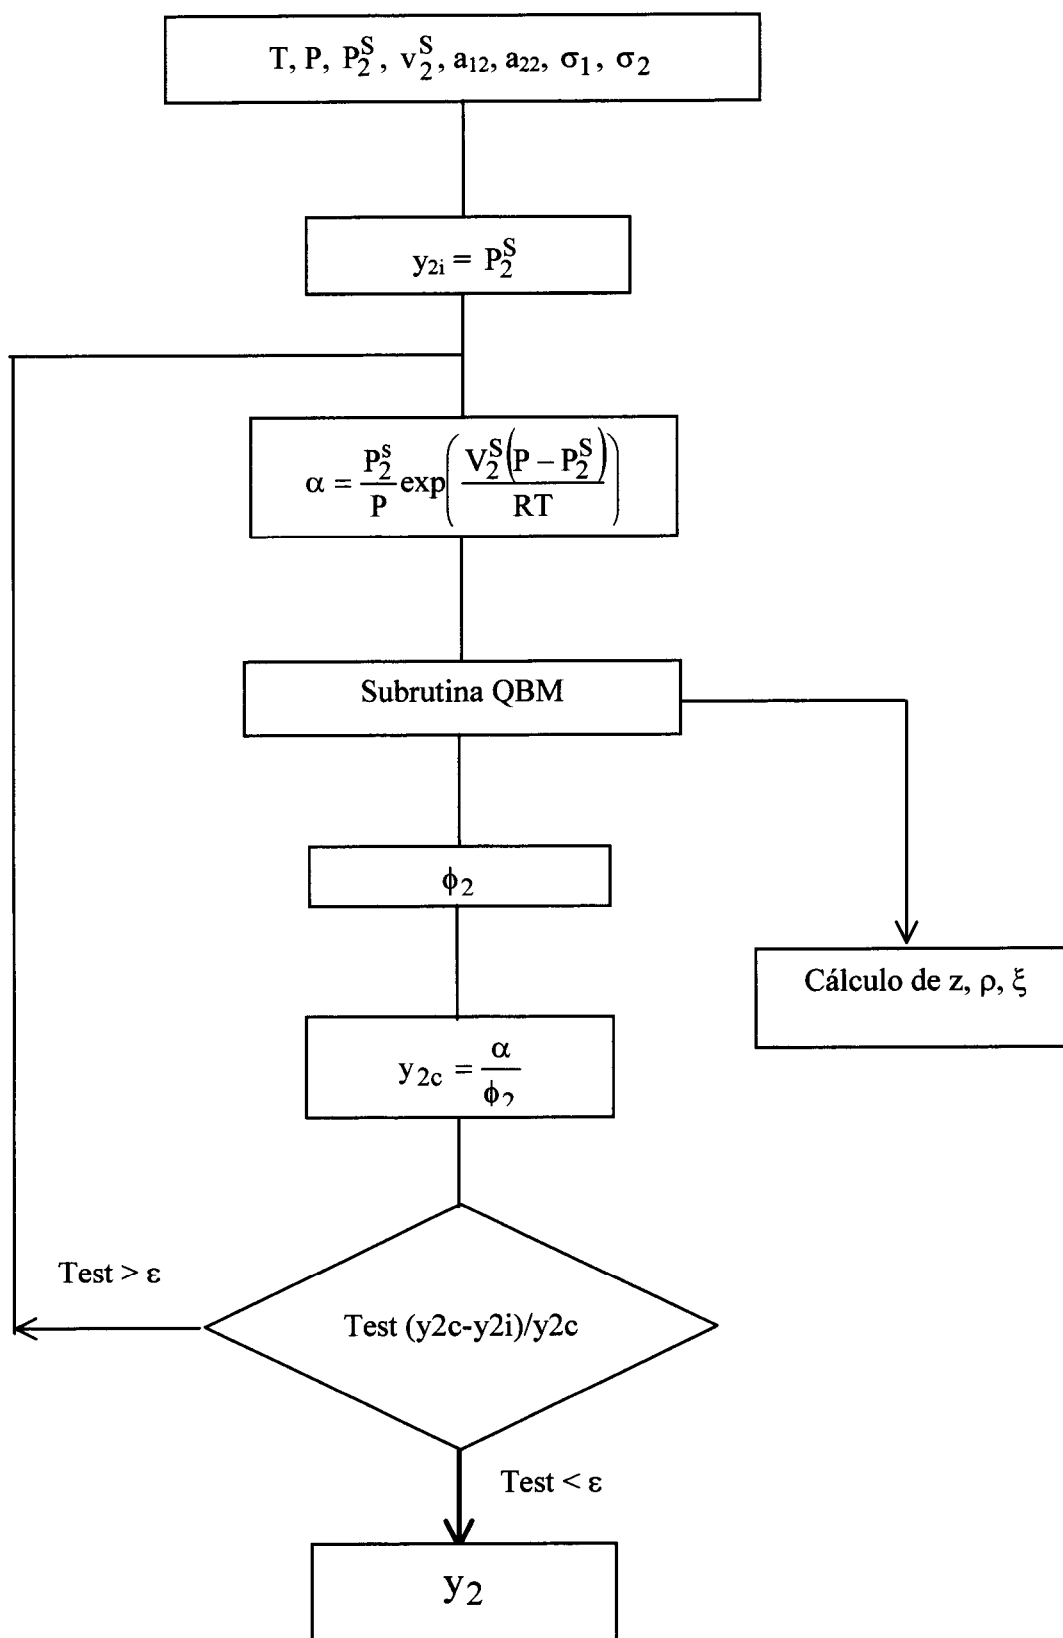 T, P, P₂ˢ, v₂ˢ, a₁₂, a₂₂, σ₁, σ₂
y₂ᵢ = P₂ˢ
α = P₂ˢ/P exp(V₂ˢ(P – P₂ˢ)/RT)
Subrutina QBM
ϕ₂
Cálculo de z, ρ, ξ
y₂c = α/ϕ₂
Test > ε
Test (y2c-y2i)/y2c
Test < ε
y₂